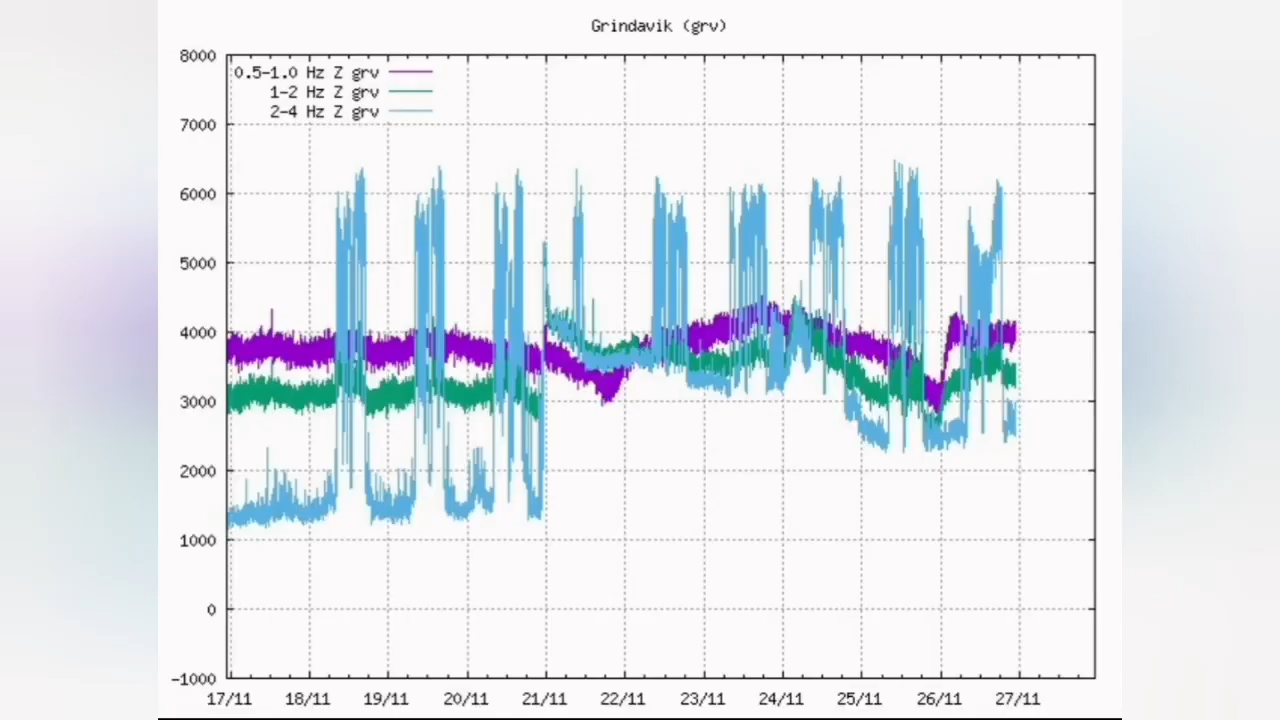 Grindavik (grv)
8000
7000
6000
5000
4000
3000
2000
1000
0
-1000
0.5-1.0 Hz Z grv
1-2 Hz Z grv
2-4 Hz Z grv
17/11 18/11 19/11 20/11 21/11 22/11 23/11 24/11 25/11 26/11 27/11